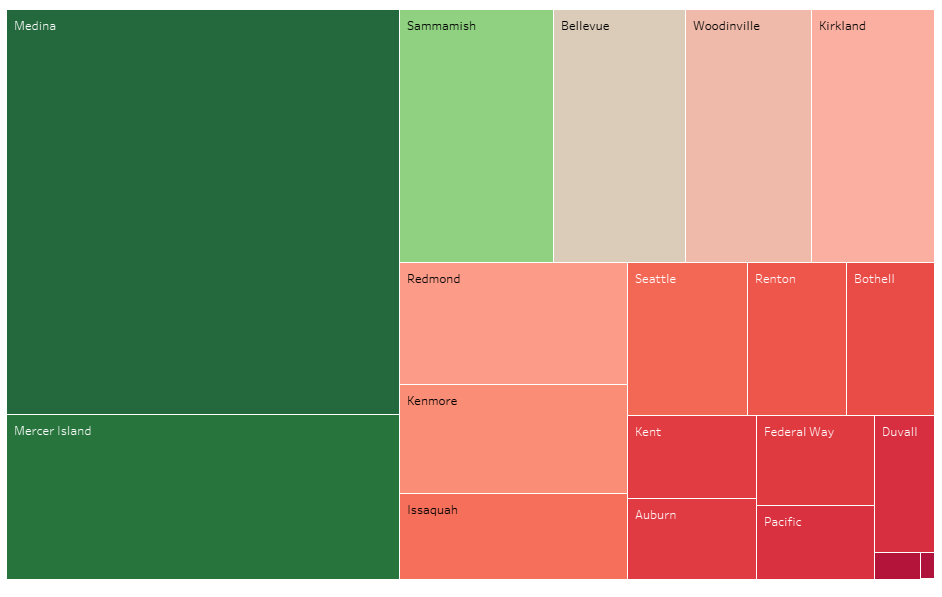 Medina
Sammamish
Bellevue
Woodinville
Kirkland
Redmond
Seattle
Renton
Bothell
Kenmore
Mercer Island
Kent
Federal Way
Duvall
Issaquah
Auburn
Pacific